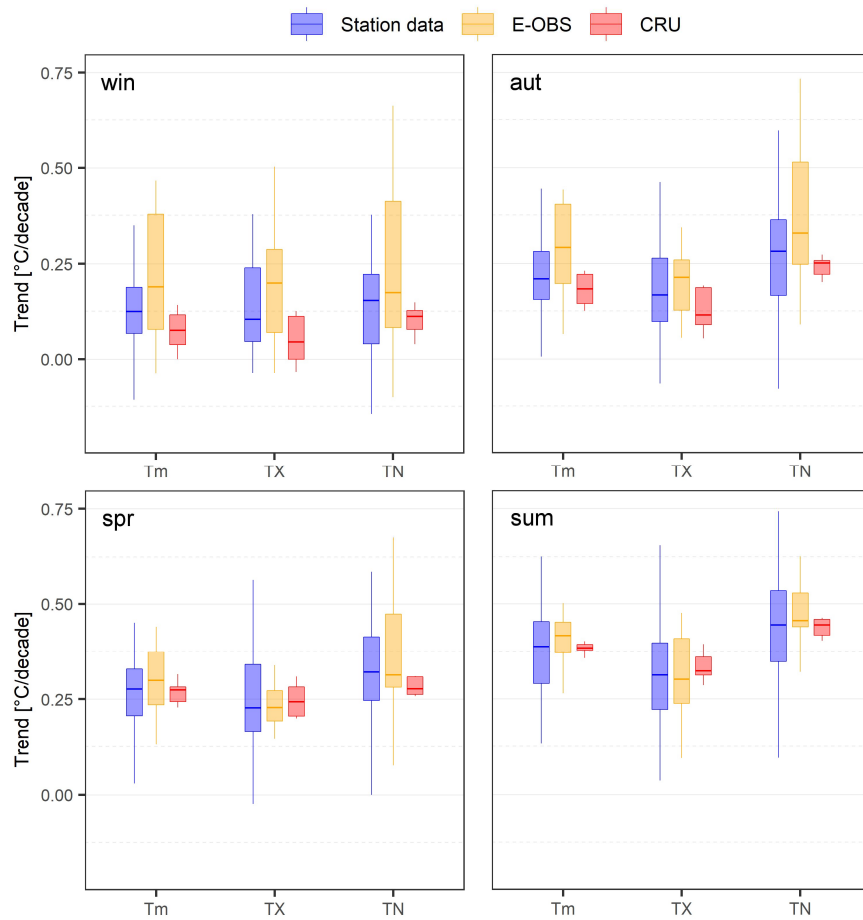 Station data E-OBS CRU
win
aut
Trend [°C/decade]
0.75
0.50
0.25
0.00
Tm TX TN
Tm TX TN
spr
sum
Trend [°C/decade]
0.75
0.50
0.25
0.00
Tm TX TN
Tm TX TN